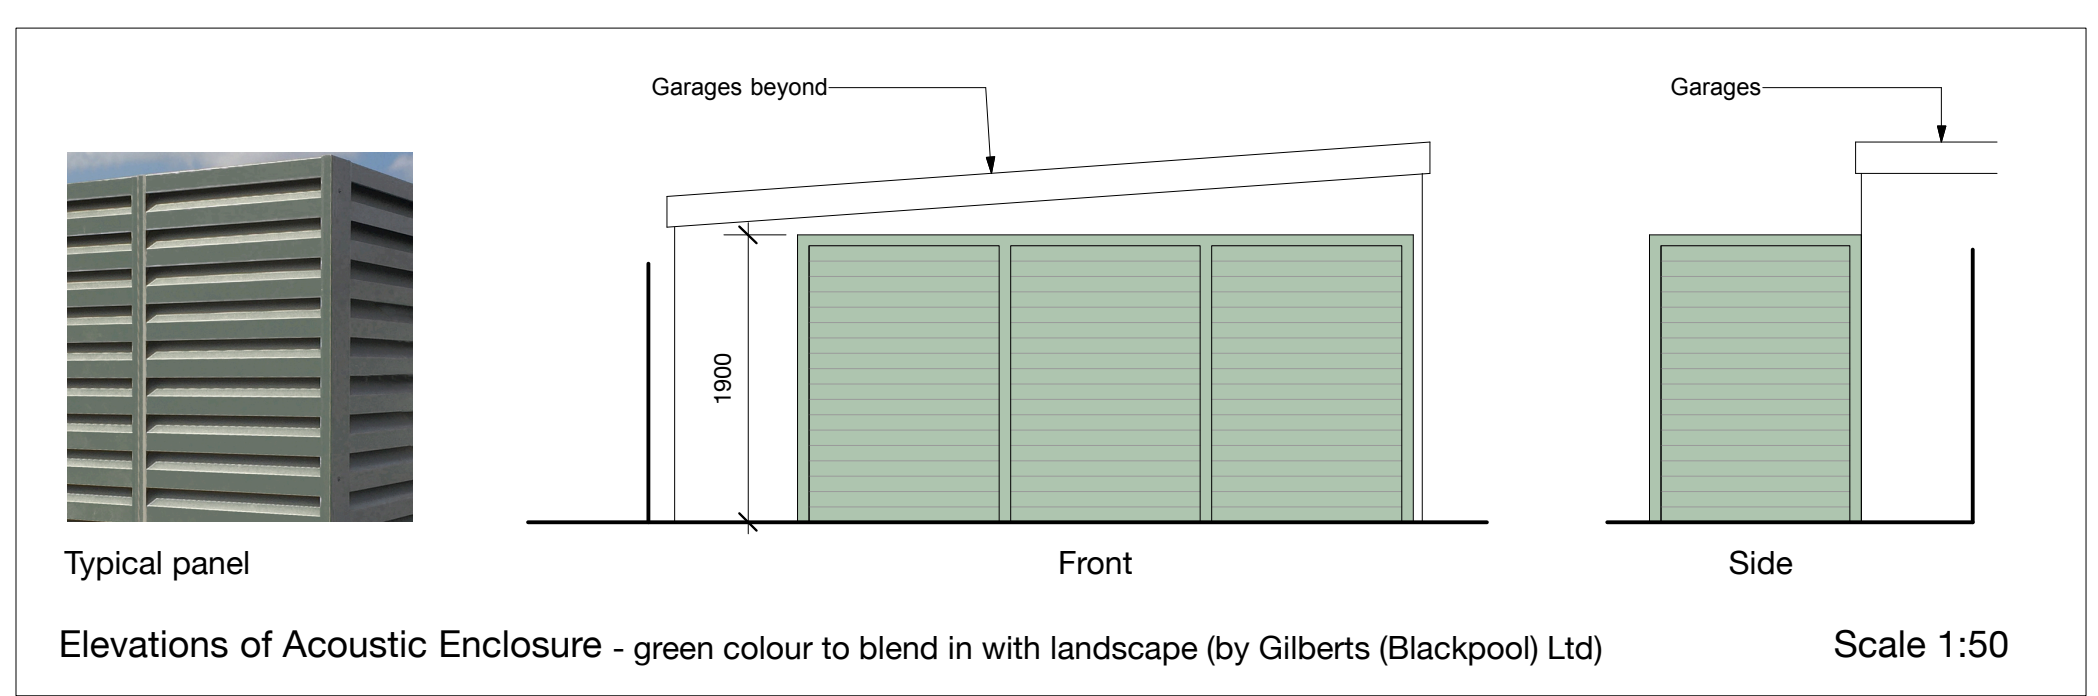 Garages beyond
Garages
1900
Typical panel
Front
Side
Elevations of Acoustic Enclosure - green colour to blend in with landscape (by Gilberts (Blackpool) Ltd)
Scale 1:50